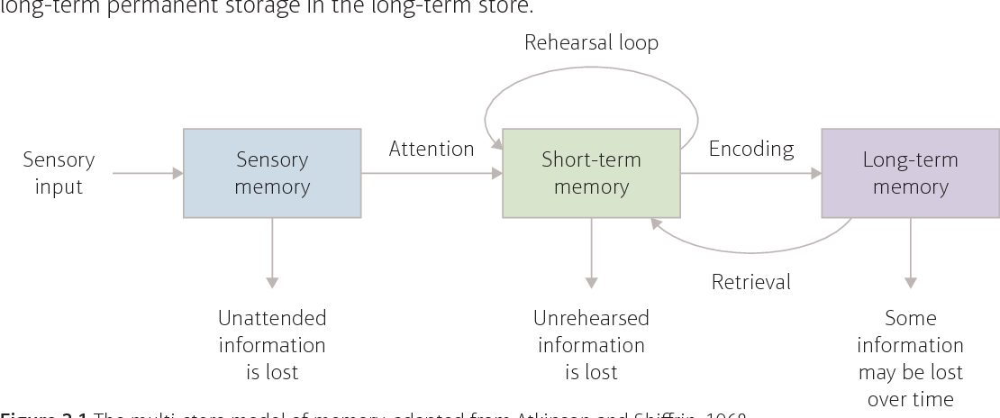 long-term permanent storage in the long-term store.
Rehearsal loop
Sensory
input
Sensory
memory
Attention
Short-term
memory
Encoding
Long-term
memory
Retrieval
Unattended
information
is lost
Unrehearsed
information
is lost
Some
information
may be lost
over time
Figure 2.1 The multi-store model of memory, adapted from Atkinson and Shiffrin, 1968